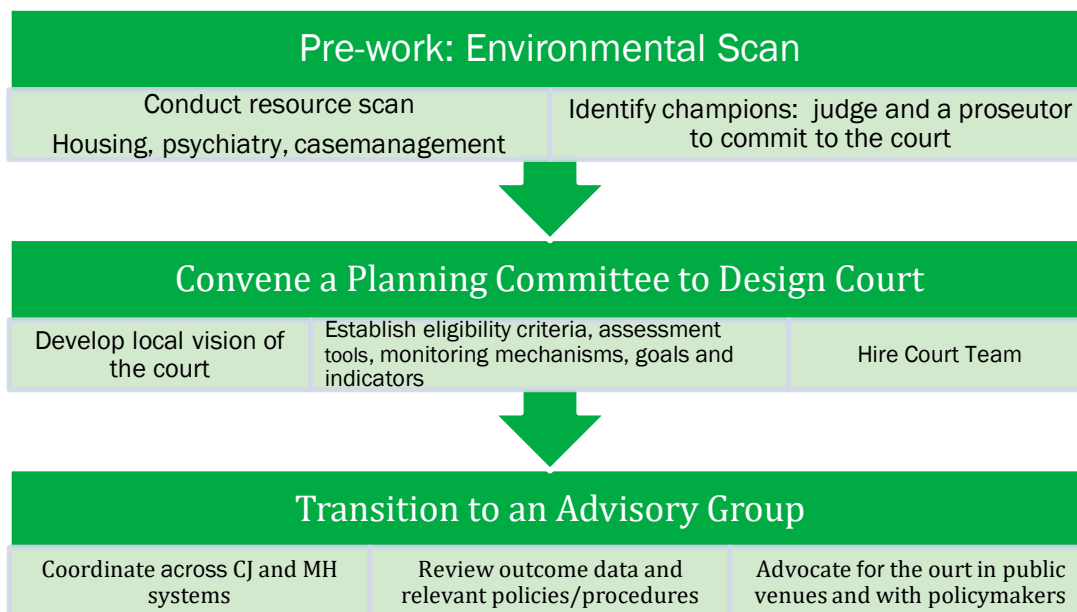 Pre-work: Environmental Scan
Conduct resource scan
Housing, psychiatry, casemanagement
Identify champions:  judge and a proseutor
to commit to the court
Convene a Planning Committee to Design Court
Develop local vision of
the court
Establish eligibility criteria, assessment
tools, monitoring mechanisms, goals and
indicators
Hire Court Team
Transition to an Advisory Group
Coordinate across CJ and MH
systems
Review outcome data and
relevant policies/procedures
Advocate for the ourt in public
venues and with policymakers